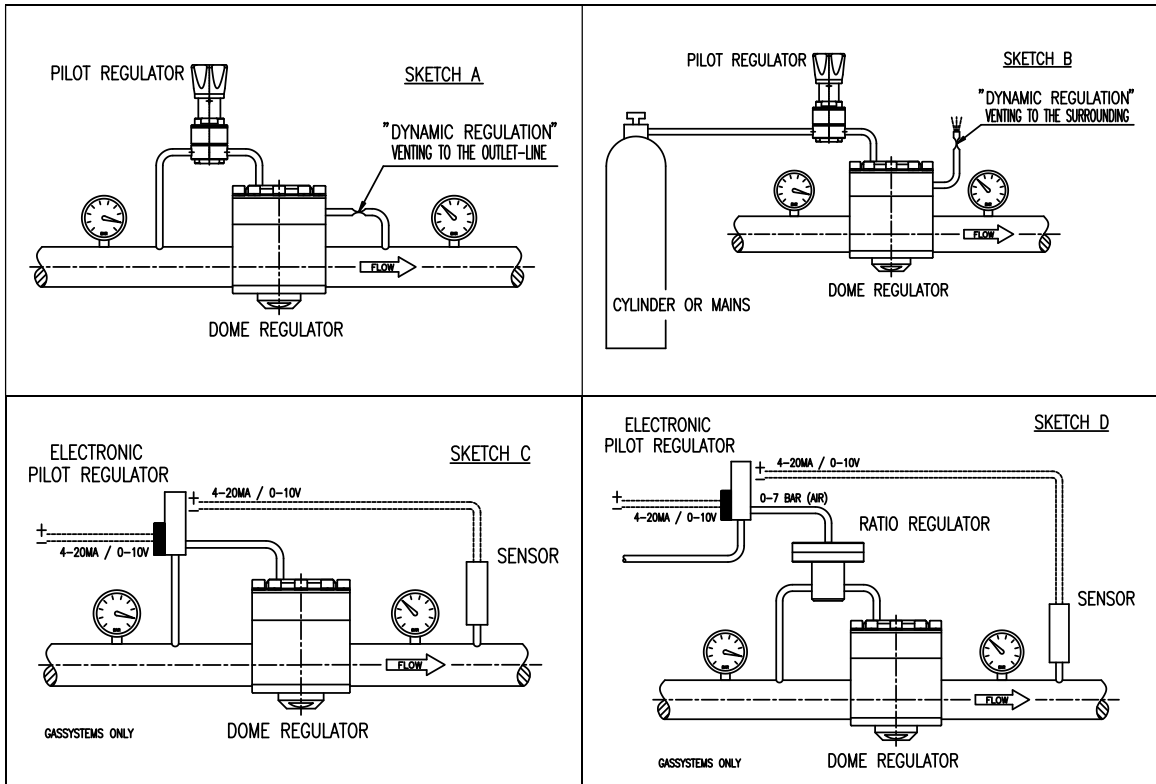 PILOT REGULATOR
SKETCH A
"DYNAMIC REGULATION"
VENTING TO THE OUTLET-LINE
FLOW
DOME REGULATOR
SKETCH B
PILOT REGULATOR
"DYNAMIC REGULATION"
VENTING TO THE SURROUNDING
FLOW
DOME REGULATOR
CYLINDER OR MAINS
SKETCH C
ELECTRONIC
PILOT REGULATOR
+ 4-20MA / 0-10V
-
+
- 4-20MA / 0-10V
SENSOR
FLOW
DOME REGULATOR
GASSYSTEMS ONLY
SKETCH D
ELECTRONIC
PILOT REGULATOR
+ 4-20MA / 0-10V
-
+
- 4-20MA / 0-10V
0-7 BAR (AIR)
RATIO REGULATOR
SENSOR
FLOW
DOME REGULATOR
GASSYSTEMS ONLY